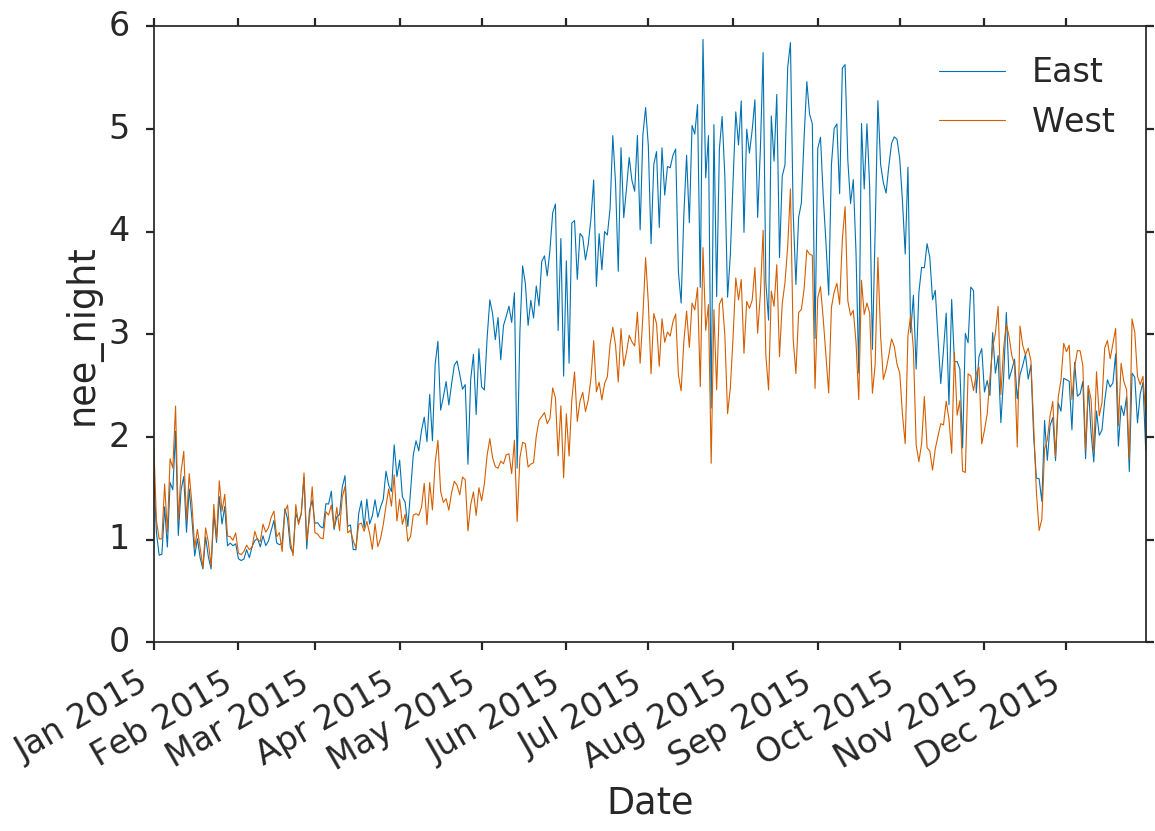 6
5
4
3
2
1
0
nee_night
East
West
Jan 2015
Feb 2015
Mar 2015
Apr 2015
May 2015
Jun 2015
Jul 2015
Aug 2015
Sep 2015
Oct 2015
Nov 2015
Dec 2015
Date